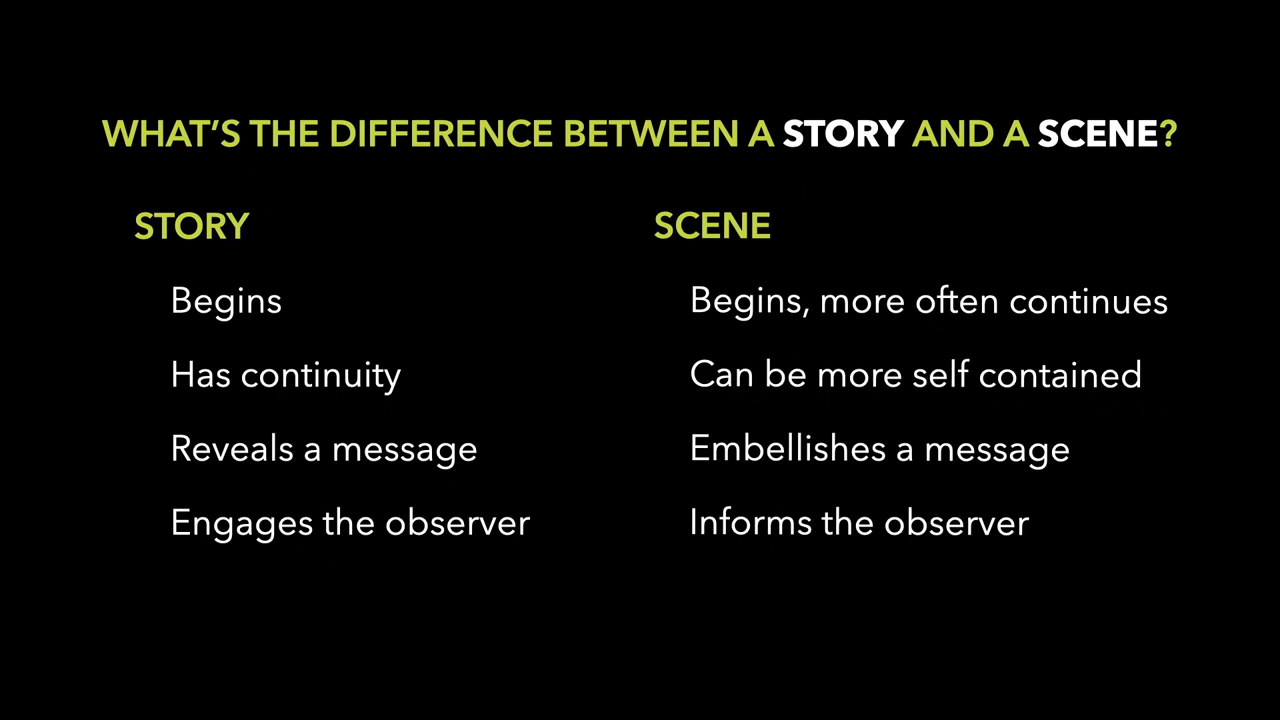 WHAT’S THE DIFFERENCE BETWEEN A STORY AND A SCENE?
STORY
Begins
Has continuity
Reveals a message
Engages the observer
SCENE
Begins, more often continues
Can be more self contained
Embellishes a message
Informs the observer